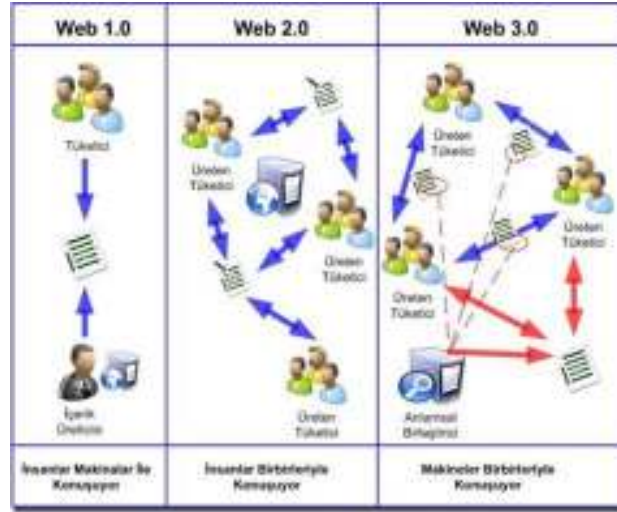 Web 1.0
Web 2.0
Web 3.0
Tüketici
İçerik
Üreticisi
Üreten
Tüketici
Üreten
Tüketici
Üreten
Tüketici
Üreten
Tüketici
Üreten
Tüketici
Üreten
Tüketici
Anlamsal
Birleştirici
İnsanlar Makinalar İle
Konuşuyor
İnsanlar Birbirleriyle
Konuşuyor
Makineler Birbirleriyle
Konuşuyor